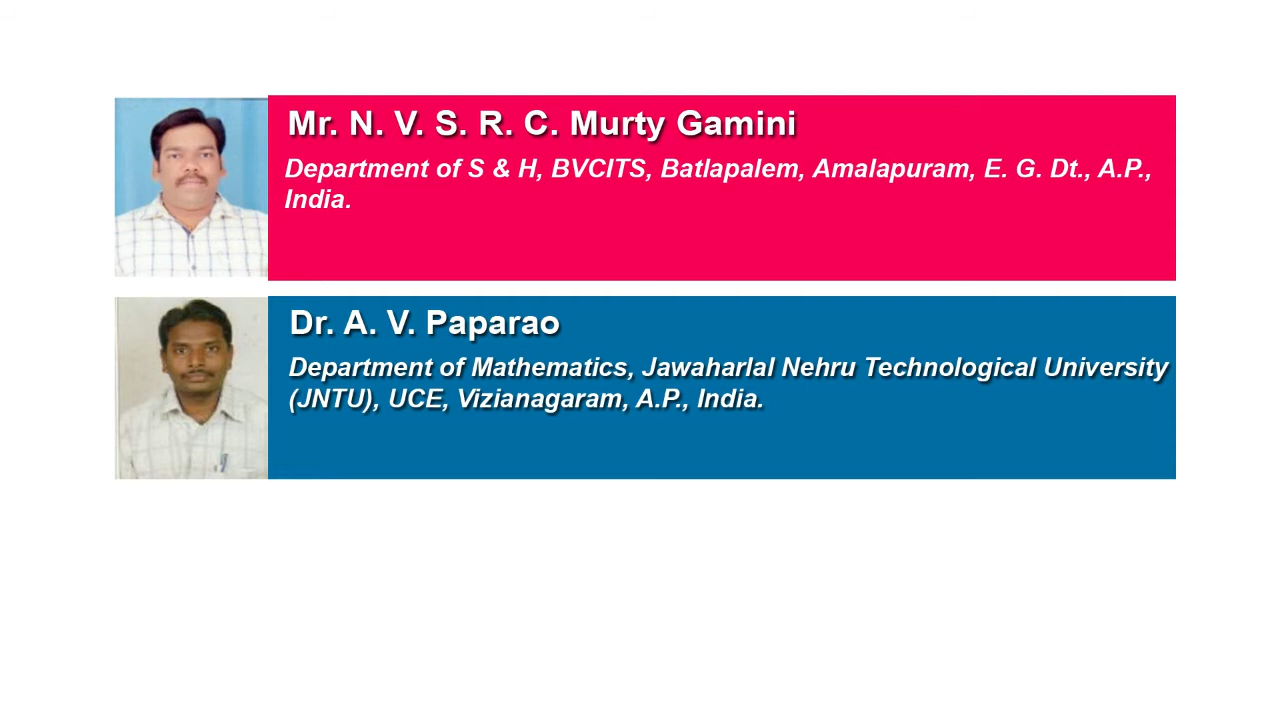 Mr. N. V. S. R. C. Murty Gamini
Department of S & H, BVCITS, Batlapalem, Amalapuram, E. G. Dt., A.P.,
India.
Dr. A. V. Paparao
Department of Mathematics, Jawaharlal Nehru Technological University
(JNTU), UCE, Vizianagaram, A.P., India.